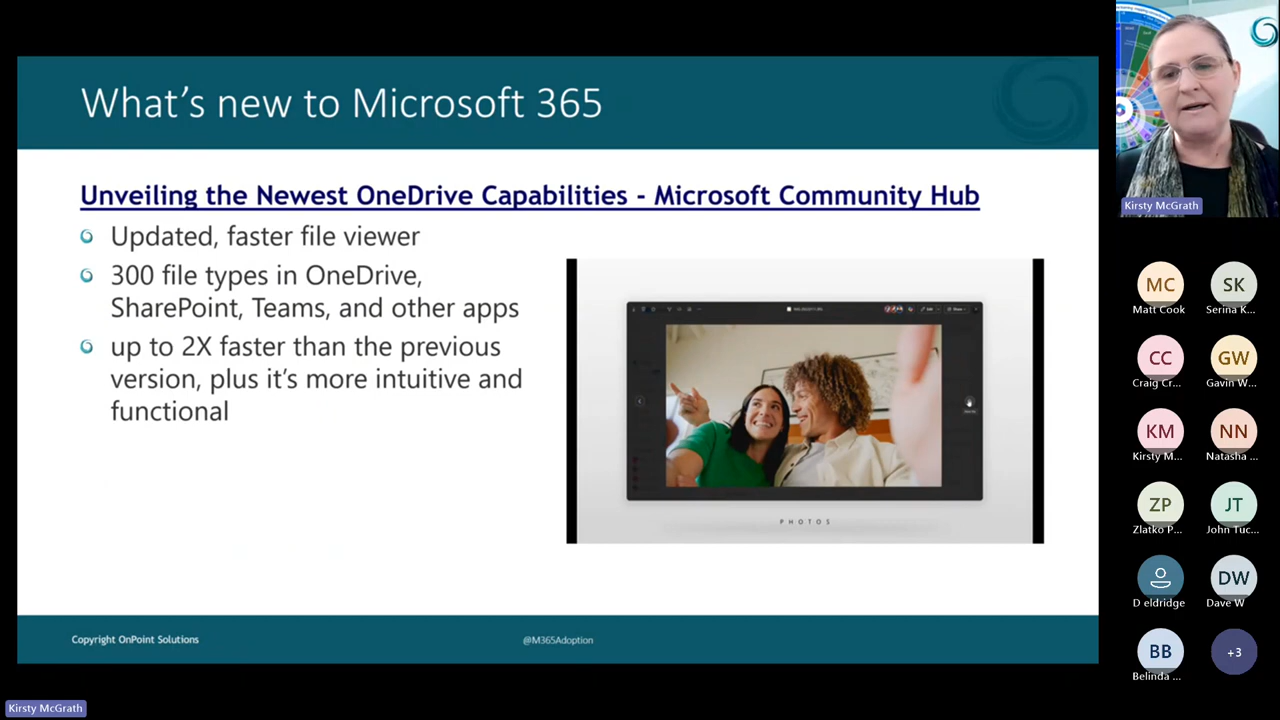 What's new to Microsoft 365
Unveiling the Newest OneDrive Capabilities - Microsoft Community Hub
Updated, faster file viewer
300 file types in OneDrive,
SharePoint, Teams, and other apps
up to 2X faster than the previous
version, plus it's more intuitive and
functional
PHOTOS
Copyright OnPoint Solutions
@M365Adoption
Kirsty McGrath
Kirsty McGrath
MC
SK
Matt Cook
Serina K...
CC
GW
Craig Cr...
Gavin W...
KM
NN
Kirsty M...
Natasha ...
ZP
JT
Zlatko P...
John Tuc...
D eldridge
DW
Dave W
BB
+3
Belinda ...